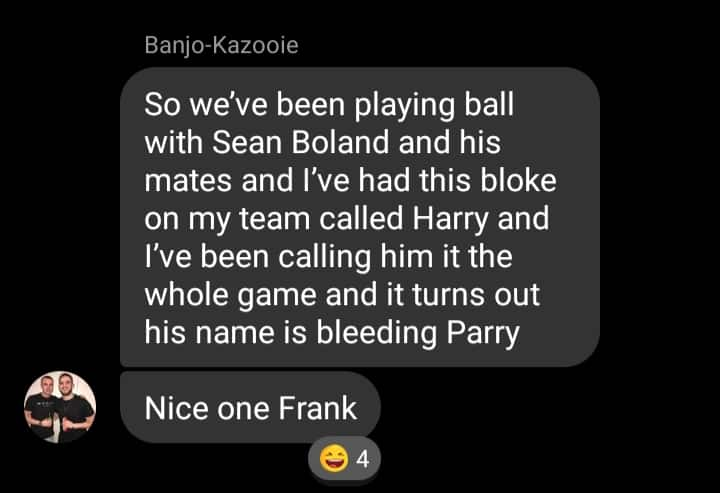 Banjo-Kazooie
So we’ve been playing ball
with Sean Boland and his
mates and I’ve had this bloke
on my team called Harry and
I’ve been calling him it the
whole game and it turns out
his name is bleeding Parry
Nice one Frank
😄 4